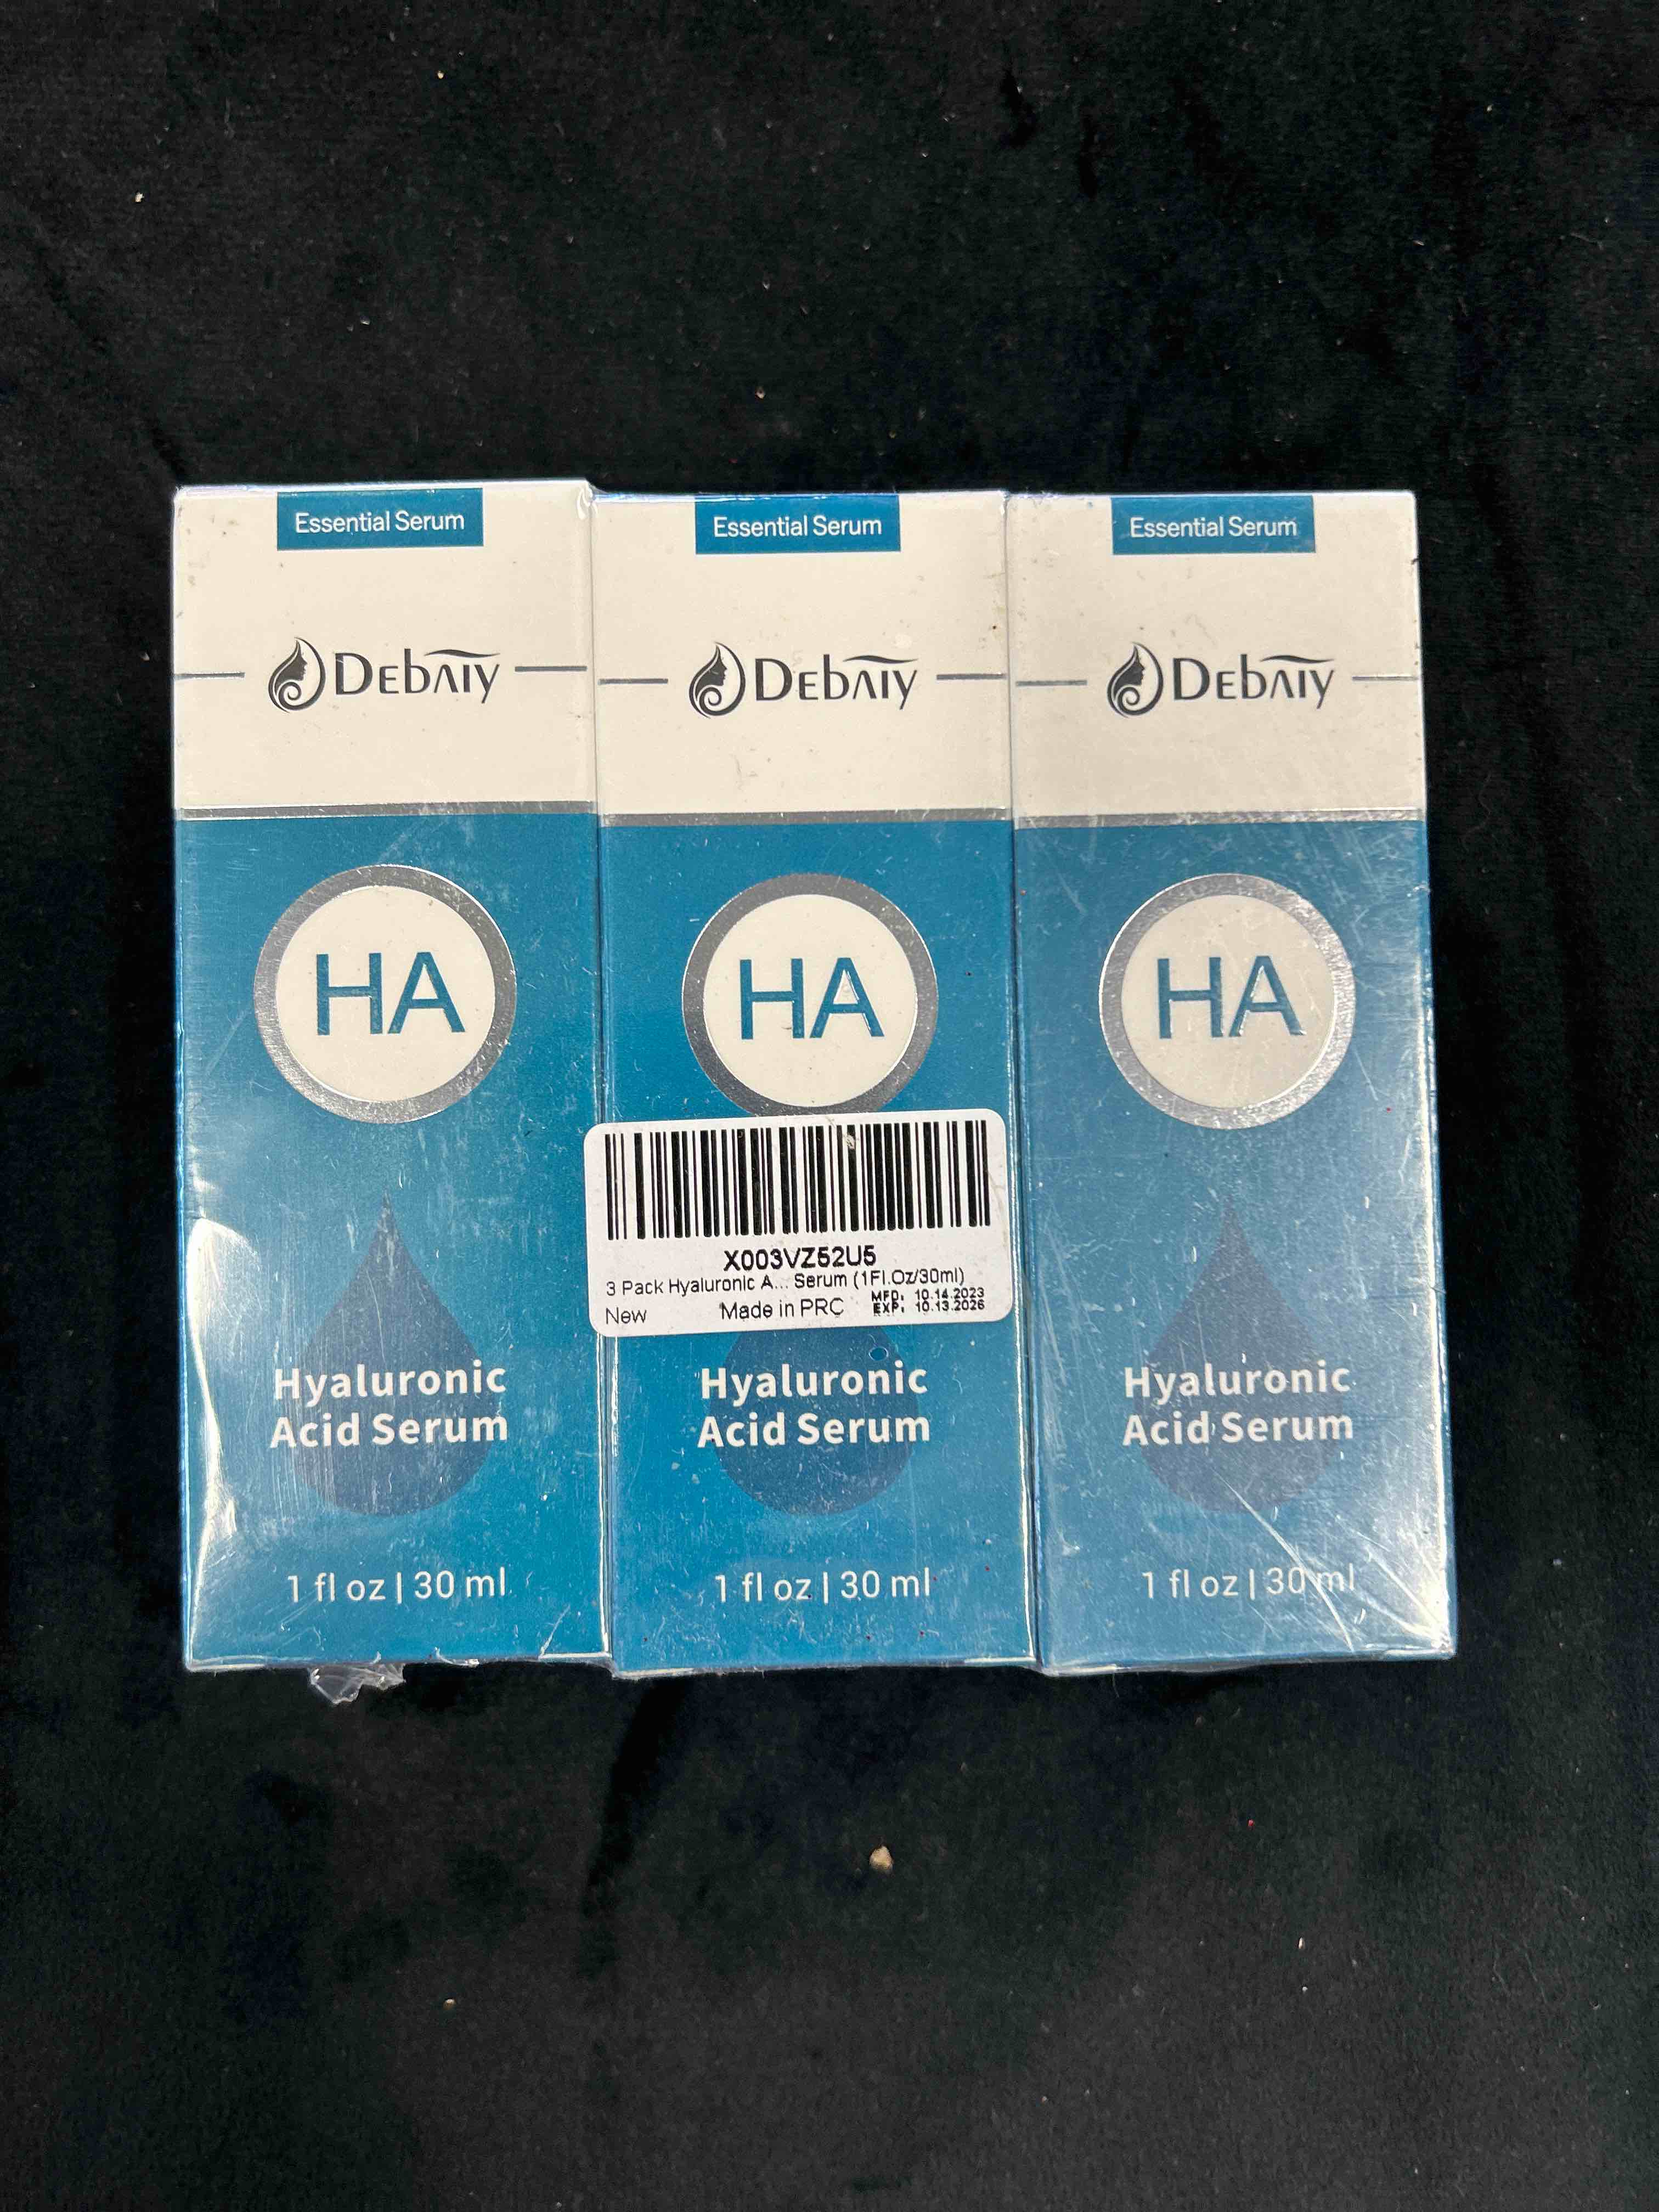 Essential Serum
DEBAIY
HA
Hyaluronic
Acid Serum
1 fl oz | 30 ml
Essential Serum
DEBAIY
HA
X003VZ52U5
3 Pack Hyaluronic A... Serum (1Fl.Oz/30ml)
New Made in PRC MFD: 10.14.2023
EXP: 10.13.2026
Hyaluronic
Acid Serum
1 fl oz | 30 ml
Essential Serum
DEBAIY
HA
Hyaluronic
Acid Serum
1 fl oz | 30 ml